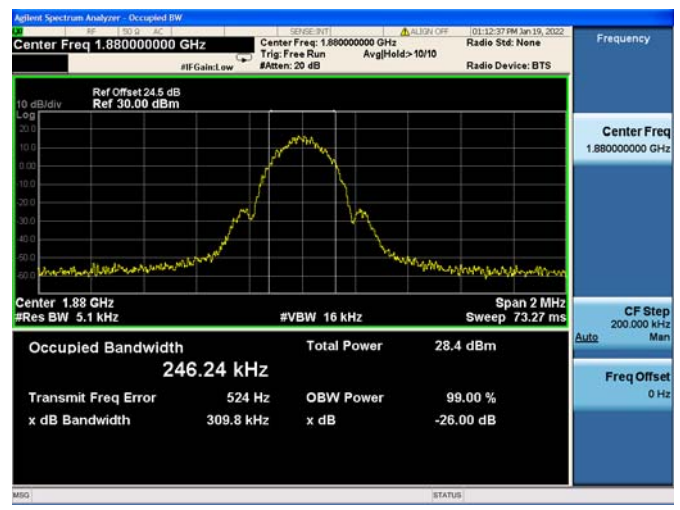 Agilent Spectrum Analyzer - Occupied BW
RF 50 Ω AC SENSE:INT ALIGN OFF 01:12:37 PM Jan 19, 2022
Center Freq 1.880000000 GHz
Center Freq: 1.880000000 GHz Radio Std: None
Trig: Free Run Avg|Hold:> 10/10
#IFGain:Low #Atten: 20 dB Radio Device: BTS
Ref Offset 24.5 dB
10 dB/div Ref 30.00 dBm
Log
20.0
10.0
0.00
-10.0
-20.0
-30.0
-40.0
-50.0
-60.0
Center 1.88 GHz Span 2 MHz
#Res BW 5.1 kHz #VBW 16 kHz Sweep 73.27 ms
Occupied Bandwidth Total Power 28.4 dBm
246.24 kHz
Transmit Freq Error 524 Hz OBW Power 99.00 %
x dB Bandwidth 309.8 kHz x dB -26.00 dB
MSG STATUS
Frequency
Center Freq
1.880000000 GHz
CF Step
200.000 kHz
Auto Man
Freq Offset
0 Hz